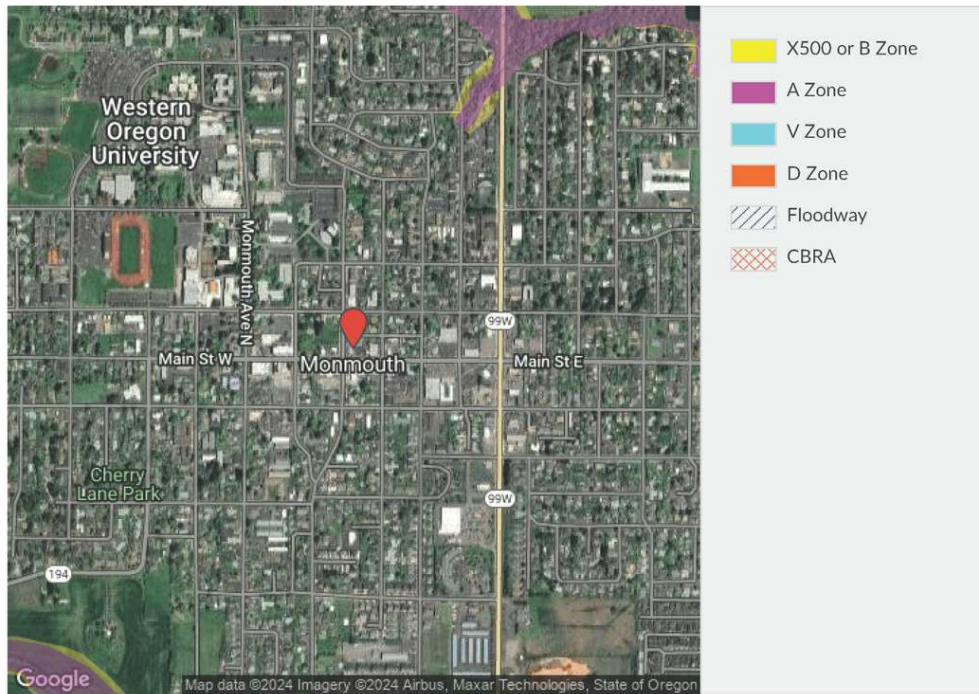 Western
Oregon
University
Monmouth Ave N
99W
Main St W
Monmouth
Main St E
Cherry
Lane Park
99W
194
Google
Map data ©2024 Imagery ©2024 Airbus, Maxar Technologies, State of Oregon
X500 or B Zone
A Zone
V Zone
D Zone
Floodway
CBRA